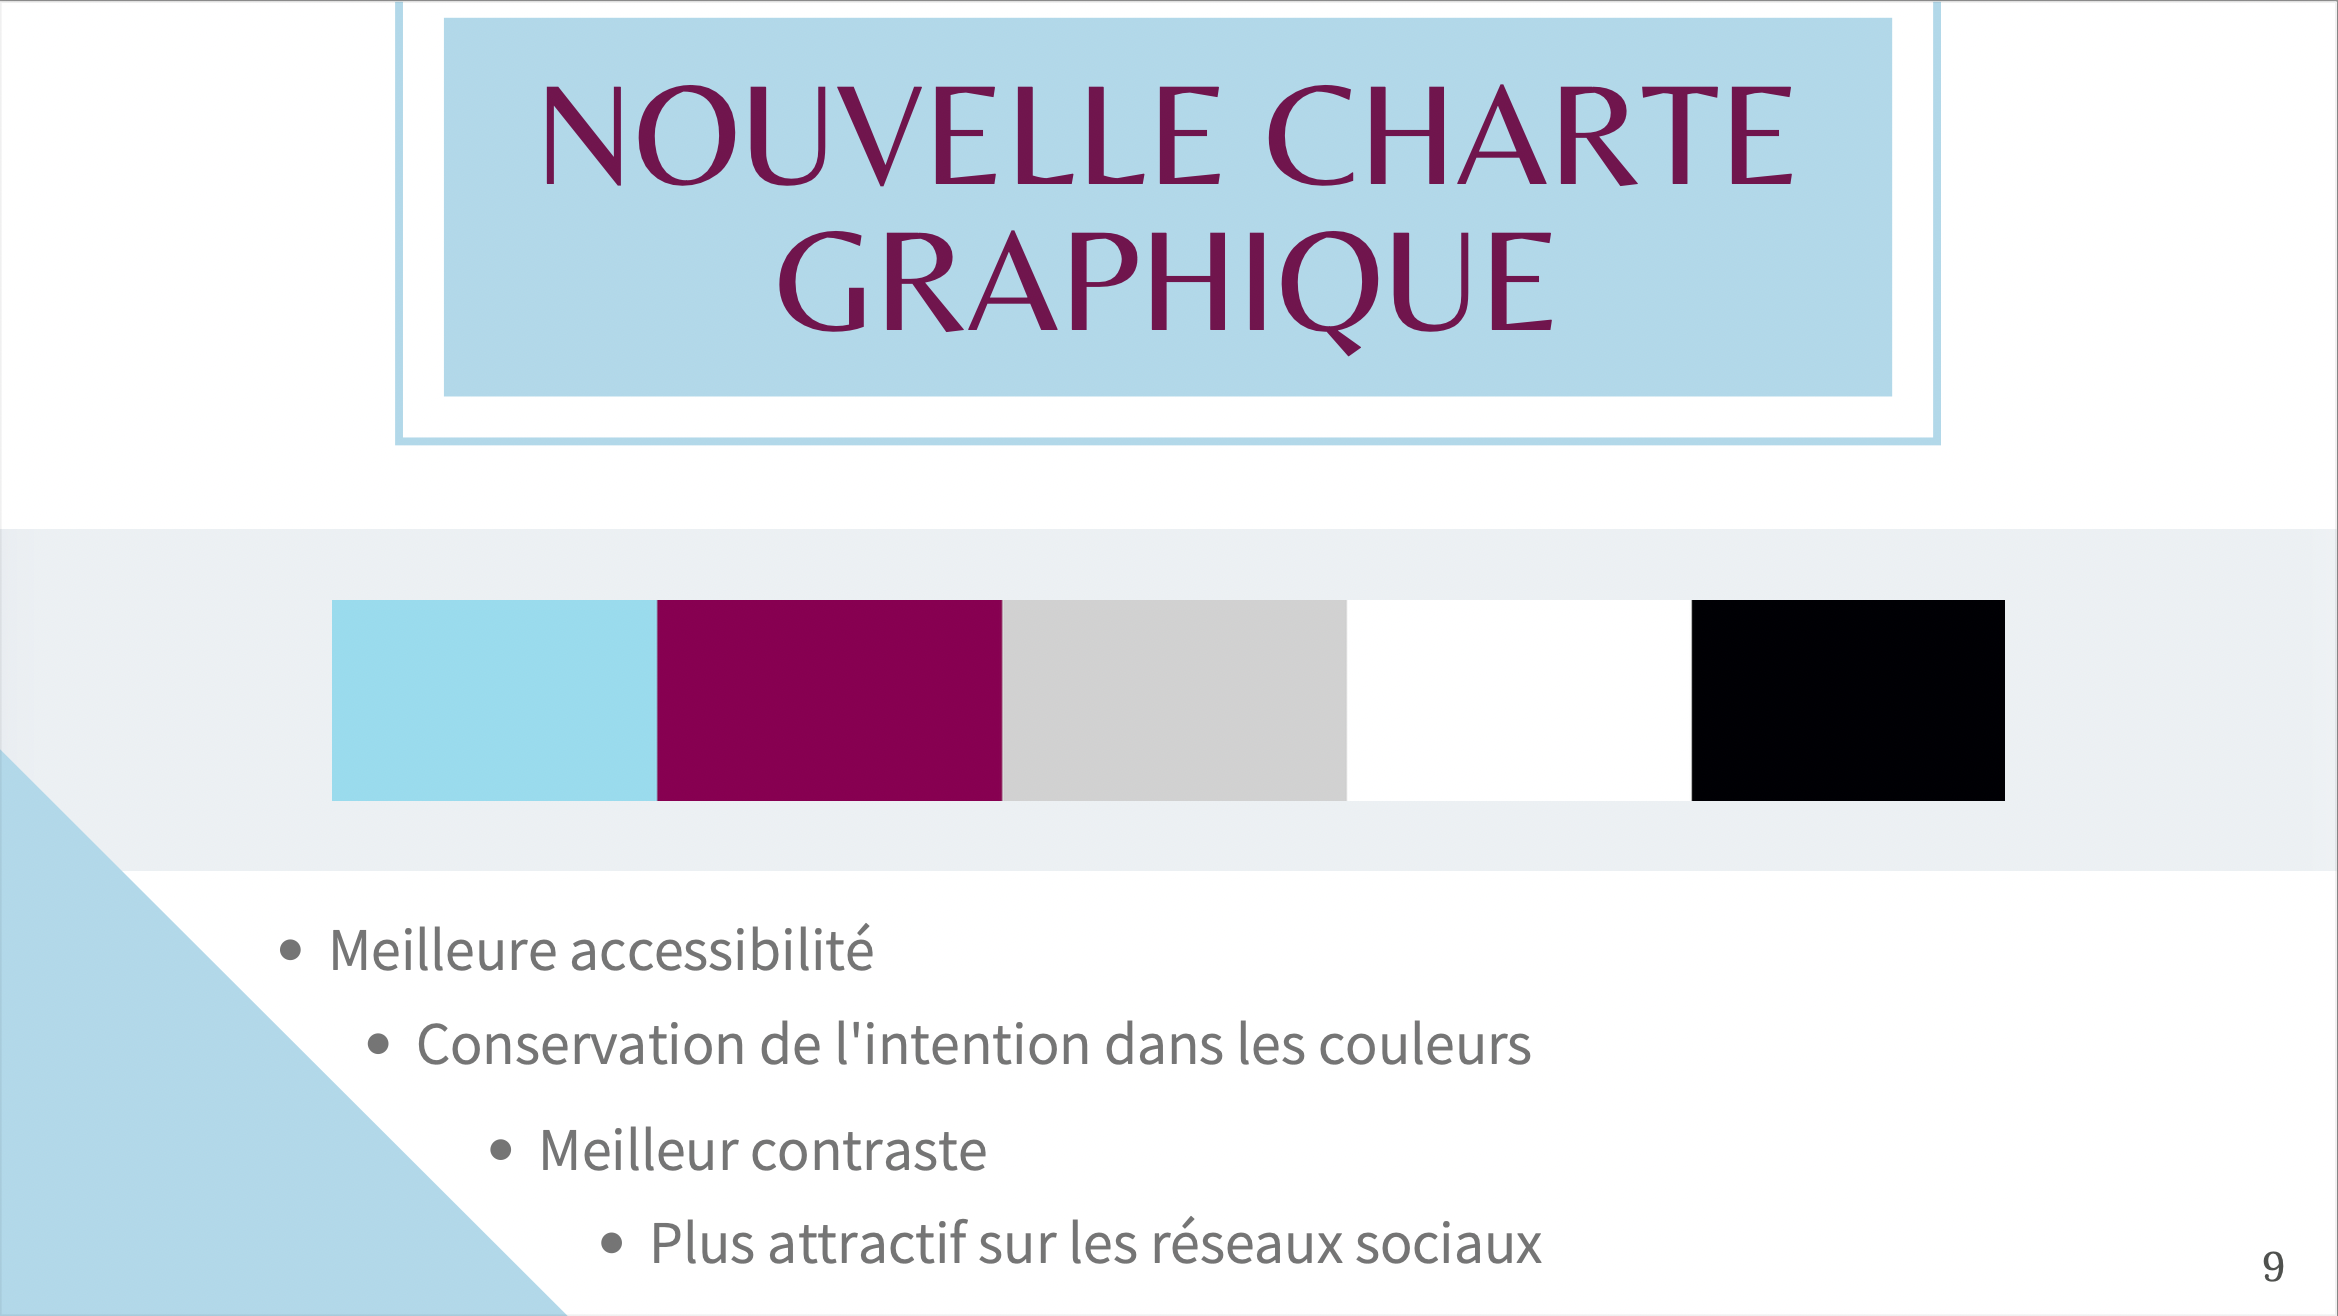 NOUVELLE CHARTE
GRAPHIQUE
• Meilleure accessibilité
• Conservation de l'intention dans les couleurs
• Meilleur contraste
• Plus attractif sur les réseaux sociaux
9